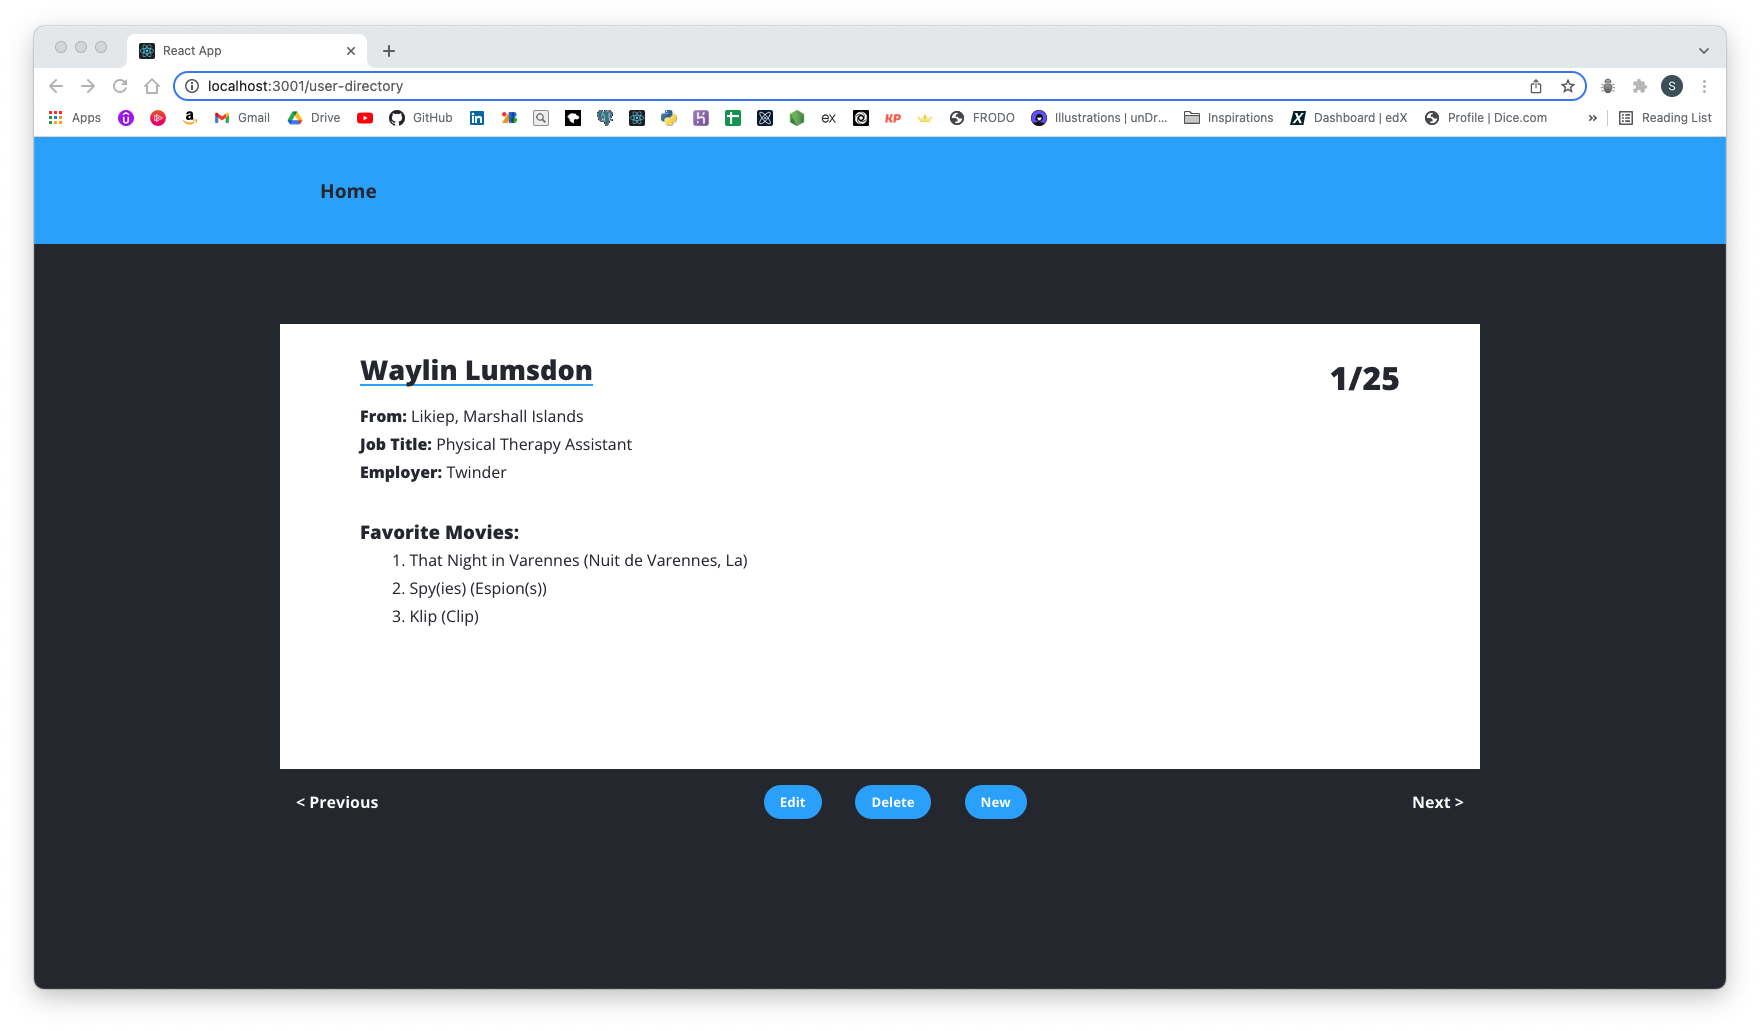 React App
localhost:3001/user-directory
S
Apps Gmail Drive GitHub ex KP FRODO Illustrations | unDr... Inspirations Dashboard | edX Profile | Dice.com » Reading List
Home
Waylin Lumsdon
1/25
From: Likiep, Marshall Islands
Job Title: Physical Therapy Assistant
Employer: Twinder
Favorite Movies:
1. That Night in Varennes (Nuit de Varennes, La)
2. Spy(ies) (Espion(s))
3. Klip (Clip)
< Previous Edit Delete New Next >